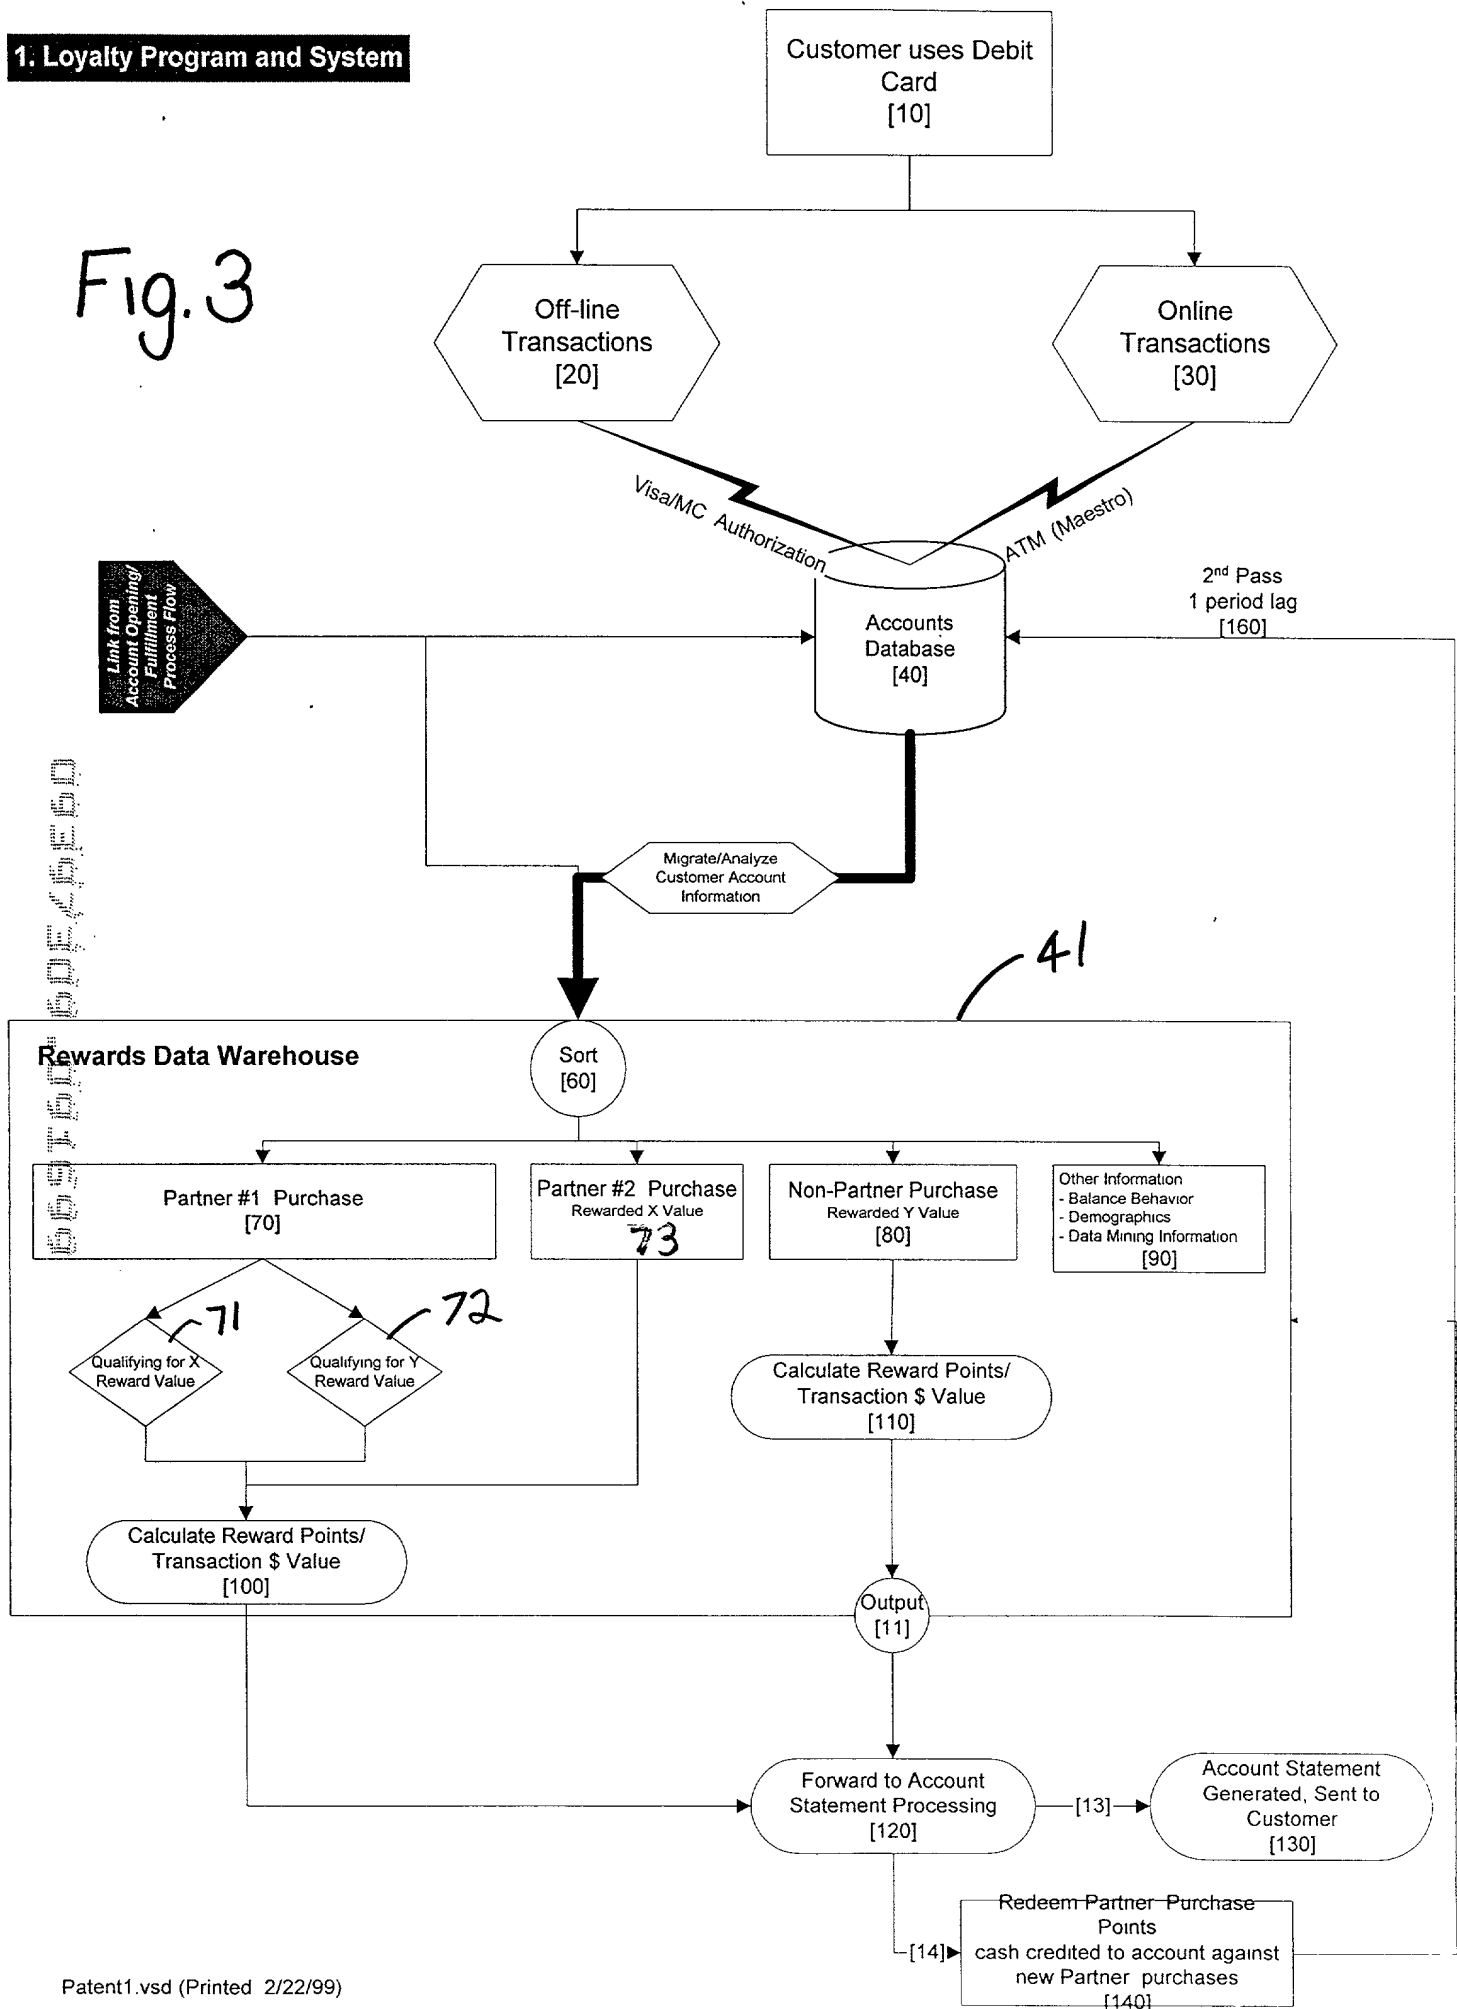 1. Loyalty Program and System
Customer uses Debit
Card
[10]
Fig. 3
Off-line
Transactions
[20]
Online
Transactions
[30]
Visa/MC Authorization
ATM (Maestro)
Link from
Account Opening/
Fulfillment
Process Flow
Accounts
Database
[40]
2nd Pass
1 period lag
[160]
Migrate/Analyze
Customer Account
Information
41
Rewards Data Warehouse
Sort
[60]
Partner #1 Purchase
[70]
Partner #2 Purchase
Rewarded X Value
73
Non-Partner Purchase
Rewarded Y Value
[80]
Other Information
- Balance Behavior
- Demographics
- Data Mining Information
[90]
71
72
Qualifying for X
Reward Value
Qualifying for Y
Reward Value
Calculate Reward Points/
Transaction $ Value
[110]
Calculate Reward Points/
Transaction $ Value
[100]
Output
[11]
Forward to Account
Statement Processing
[120]
[13]
Account Statement
Generated, Sent to
Customer
[130]
[14]
Redeem Partner Purchase
Points
cash credited to account against
new Partner purchases
[140]
Patent1.vsd (Printed 2/22/99)